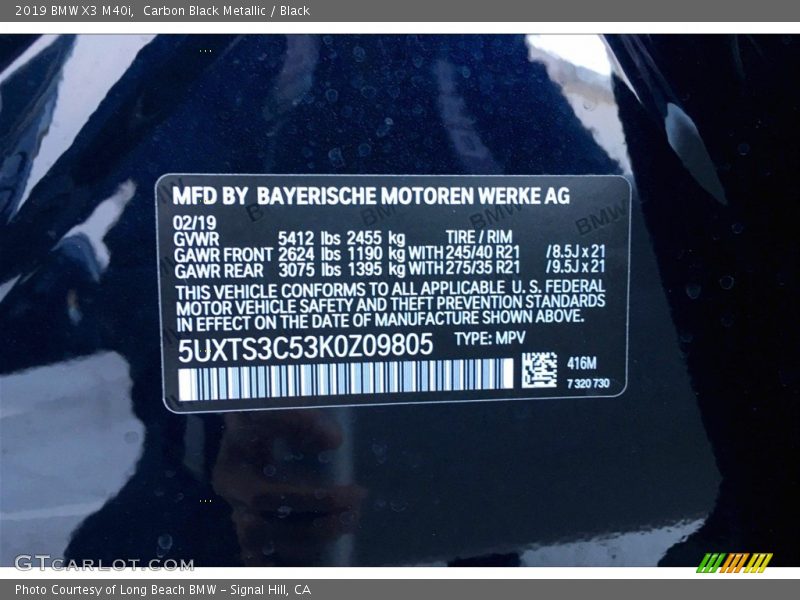 2019 BMW X3 M40i, Carbon Black Metallic / Black
MFD BY BAYERISCHE MOTOREN WERKE AG
02/19
GVWR 5412 lbs 2455 kg TIRE / RIM
GAWR FRONT 2624 lbs 1190 kg WITH 245/40 R21 /8.5J x 21
GAWR REAR 3075 lbs 1395 kg WITH 275/35 R21 /9.5J x 21
THIS VEHICLE CONFORMS TO ALL APPLICABLE U. S. FEDERAL
MOTOR VEHICLE SAFETY AND THEFT PREVENTION STANDARDS
IN EFFECT ON THE DATE OF MANUFACTURE SHOWN ABOVE.
5UXTS3C53K0Z09805 TYPE: MPV
416M
7 320 730
GTCARLOT.COM
Photo Courtesy of Long Beach BMW – Signal Hill, CA